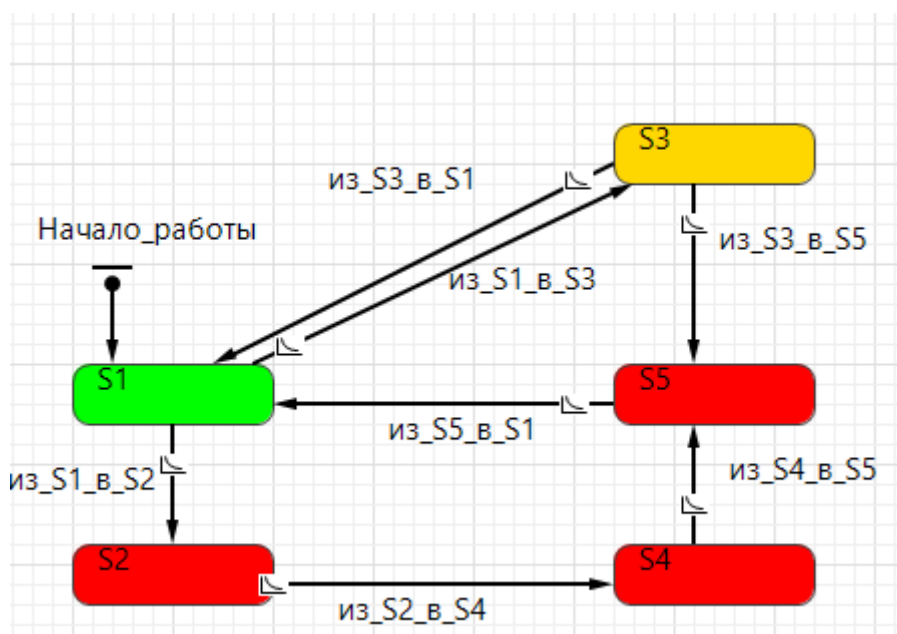 S3
из_S3_в_S1
Начало_работы
из_S3_в_S5
из_S1_в_S3
S1
S5
из_S5_в_S1
из_S1_в_S2
из_S4_в_S5
S2
S4
из_S2_в_S4